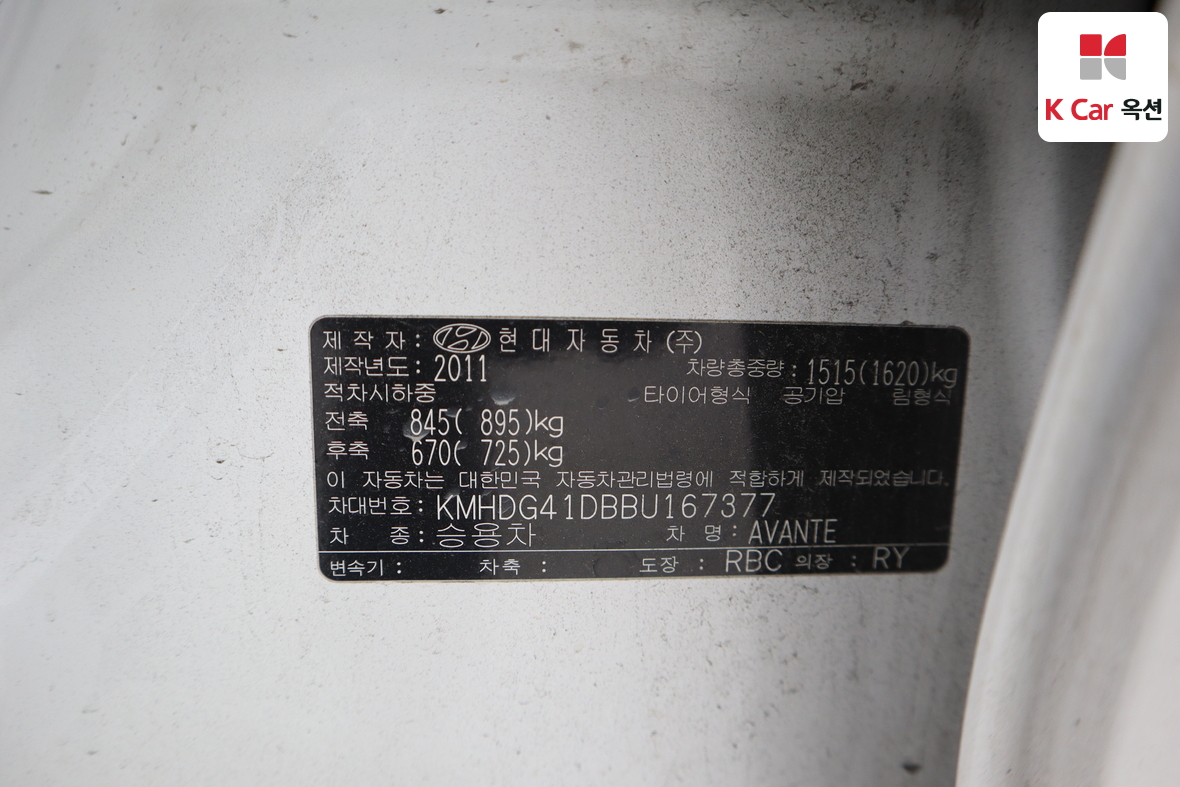 K Car 옥션
제 작 자 : 현 대 자 동 차 (주)
제작년도 : 2011 차량총중량 : 1515(1620)kg
적차시하중 타이어형식 공기압 림형식
전축 845( 895)kg
후축 670( 725)kg
이 자동차는 대한민국 자동차관리법령에 적합하게 제작되었습니다.
차대번호 : KMHDG41DBBU167377
차 종 : 승용차 차 명 : AVANTE
변속기 : 차축 : 도장 : RBC 의장 : RY